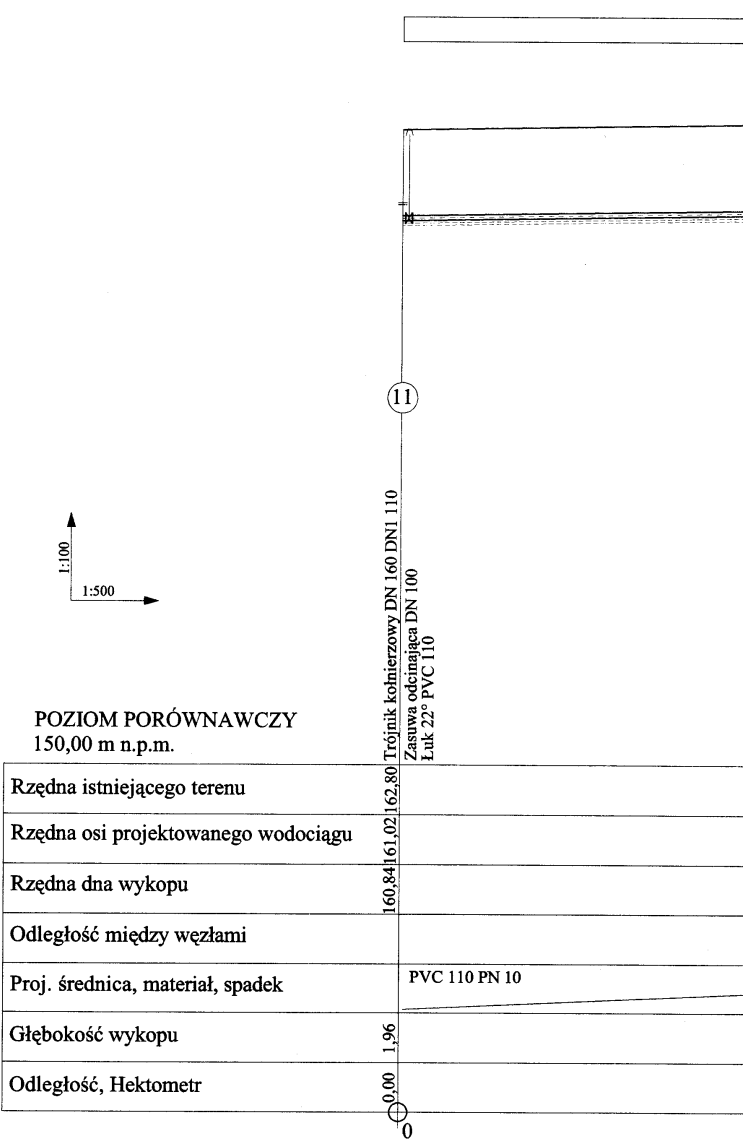 11
Trójnik kołnierzowy DN 160 DN1 110
Zasuwa odcinająca DN 100
Łuk 22° PVC 110
1:100
1:500
POZIOM PORÓWNAWCZY
150,00 m n.p.m.
Rzędna istniejącego terenu
162,80
Rzędna osi projektowanego wodociągu
161,02
Rzędna dna wykopu
160,84
Odległość między węzłami
Proj. średnica, materiał, spadek
PVC 110 PN 10
Głębokość wykopu
1,96
Odległość, Hektometr
0,00
0